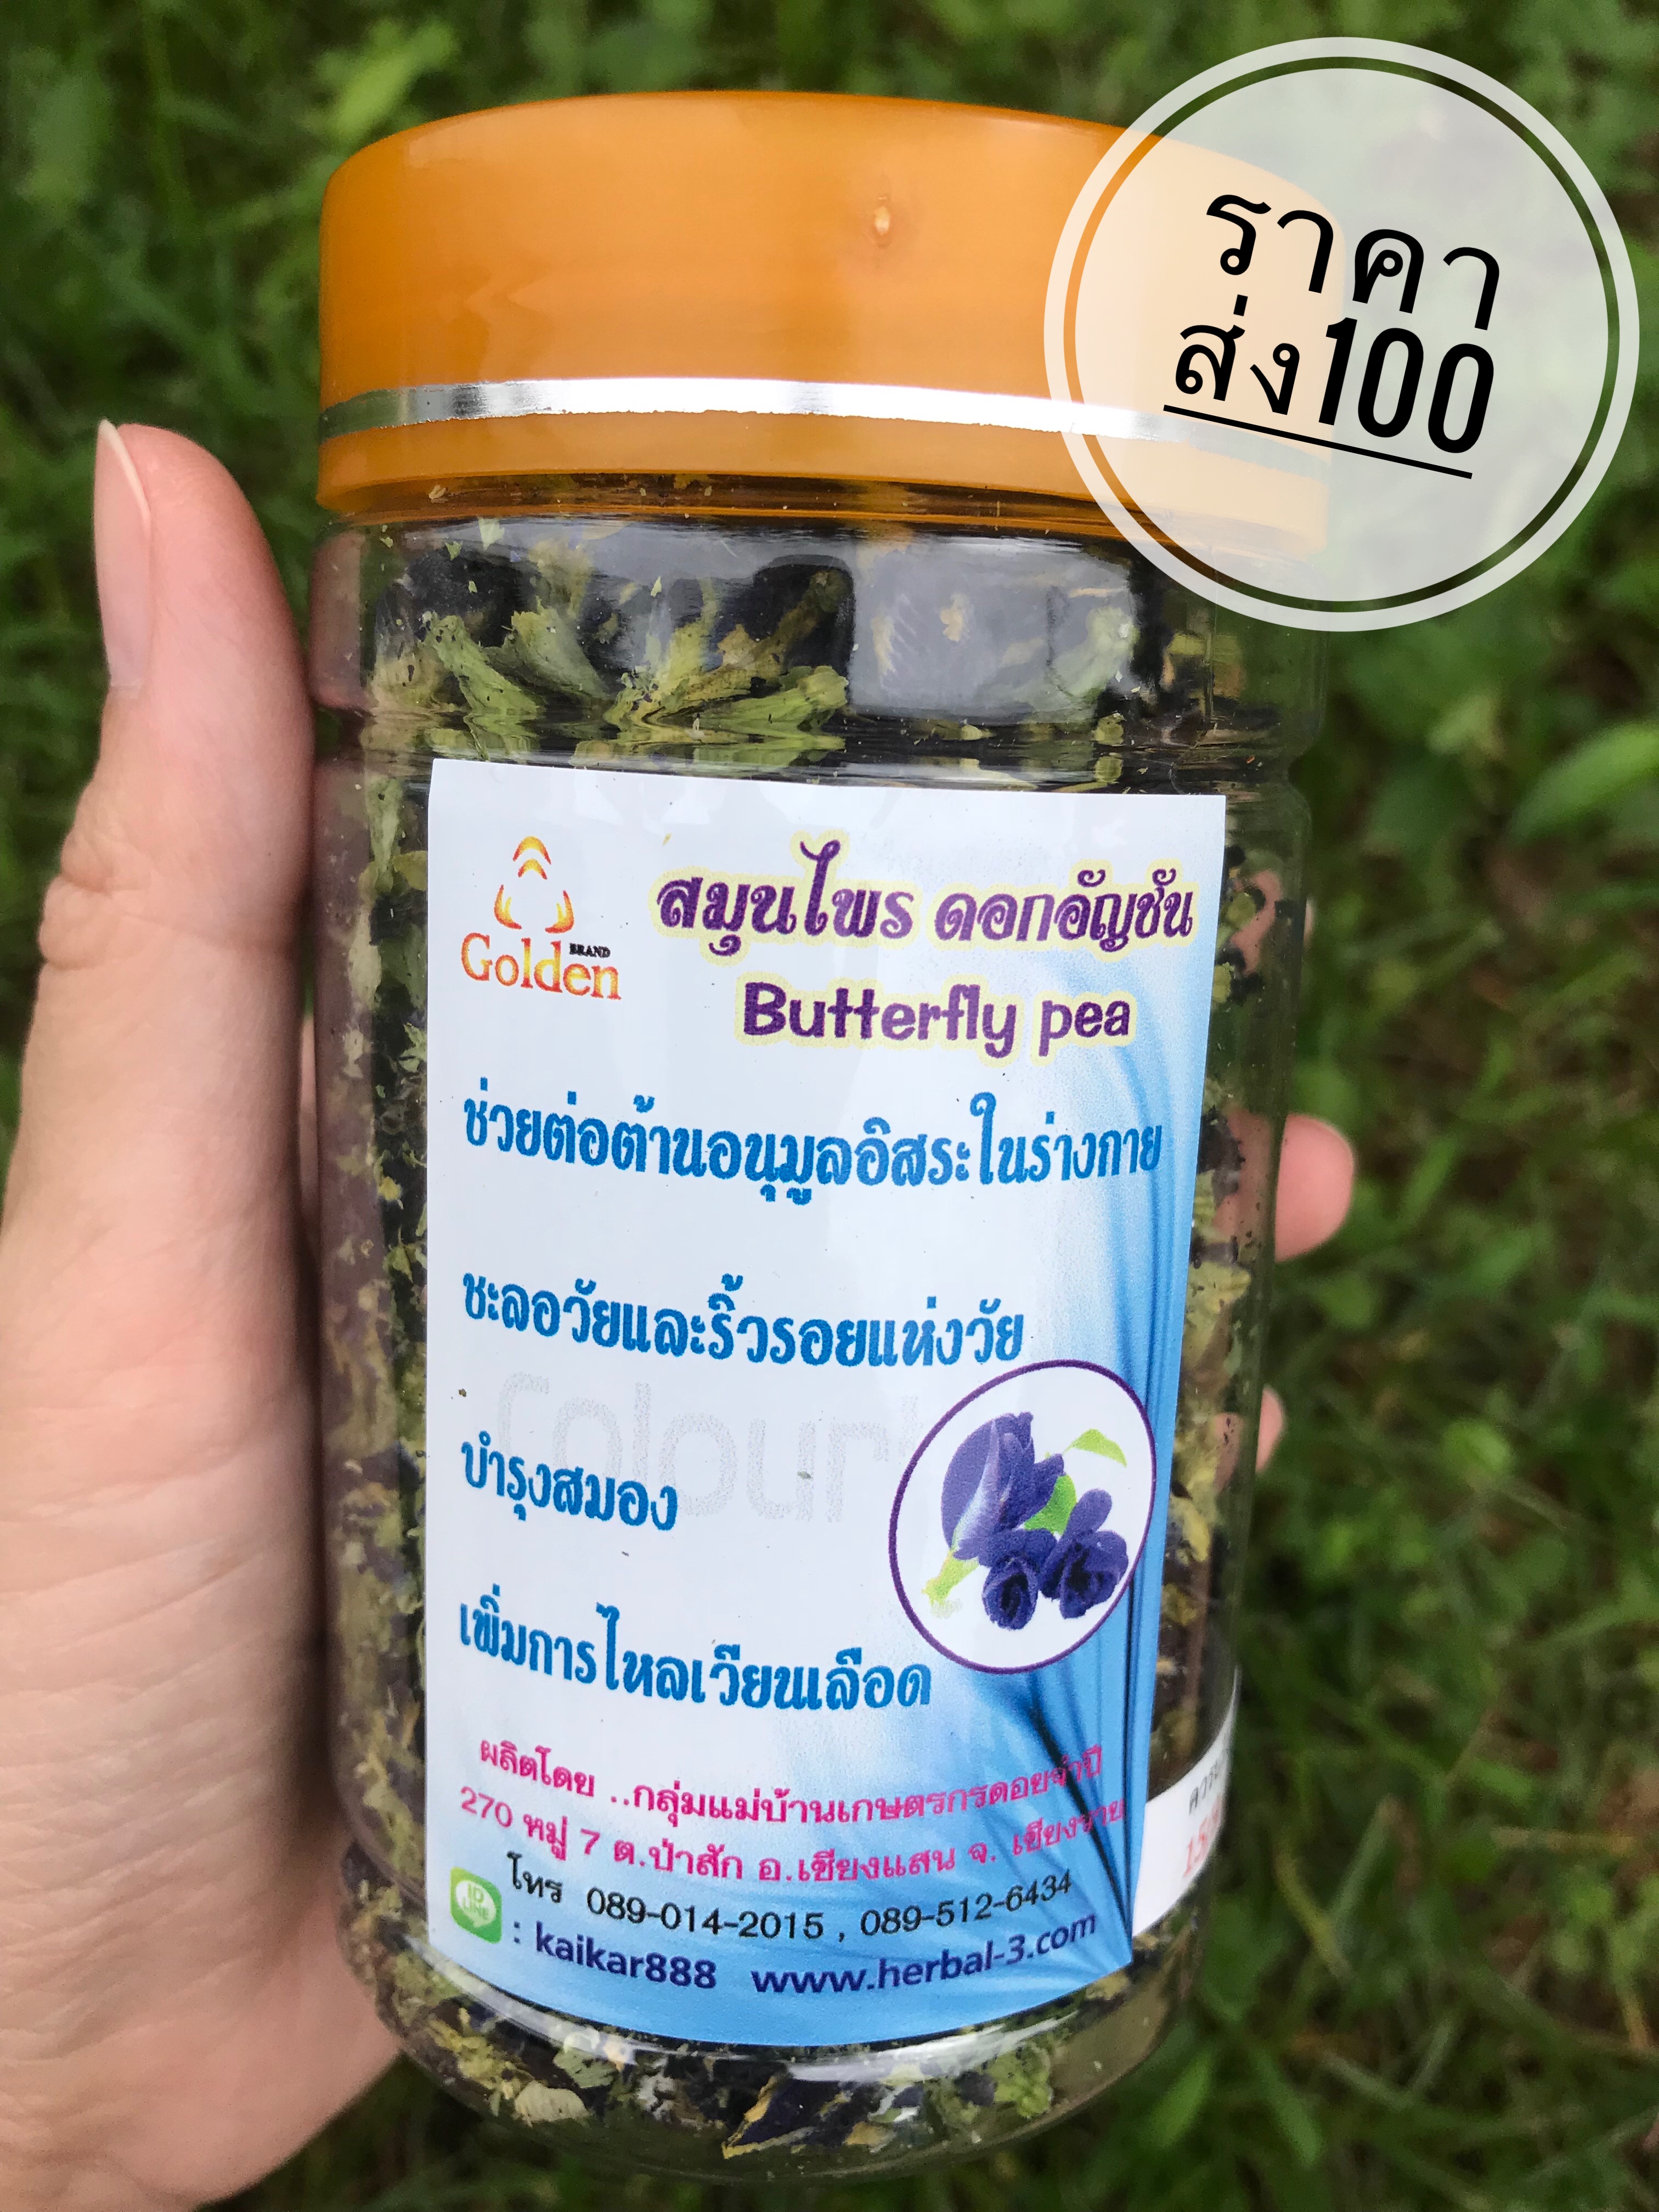 ราคา
ส่ง100
BRAND
Golden
สมุนไพร ดอกอัญชัน
Butterfly pea
ช่วยต่อต้านอนุมูลอิสระในร่างกาย
ชะลอวัยและริ้วรอยแห่งวัย
Colour
บำรุงสมอง
เพิ่มการไหลเวียนเลือด
ผลิตโดย ..กลุ่มแม่บ้านเกษตรกรดอยจำปี
270 หมู่ 7 ต.ป่าสัก อ.เชียงแสน จ. เชียงราย
โทร 089-014-2015 , 089-512-6434
ID LINE : kaikar888 www.herbal-3.com